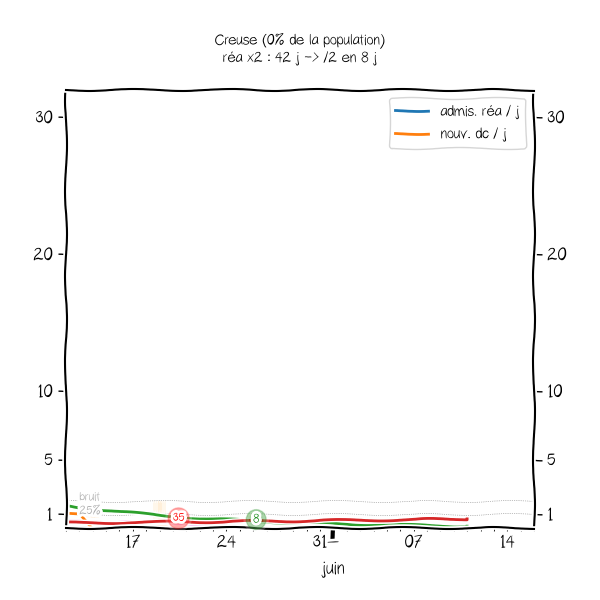 Creuse (0% de la population)
réa x2 : 42 j -> /2 en 8 j
admis. réa / j
nouv. dc / j
30 30
20 20
10 10
5 5
bruit
25%
1 35 8 1
17 24 31 07 14
juin